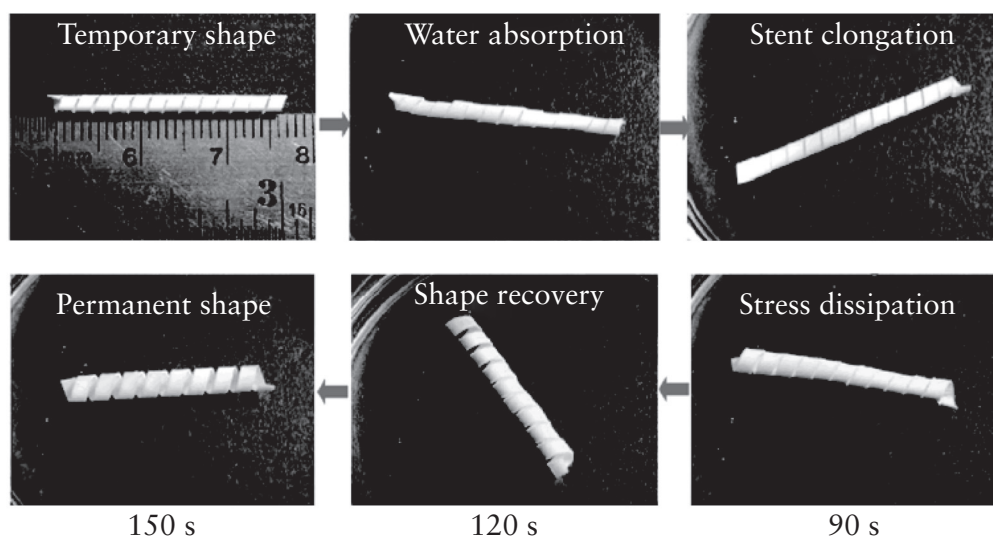 Temporary shape
Water absorption
Stent clongation
mm 6 7 8
3 15
Permanent shape
Shape recovery
Stress dissipation
150 s
120 s
90 s